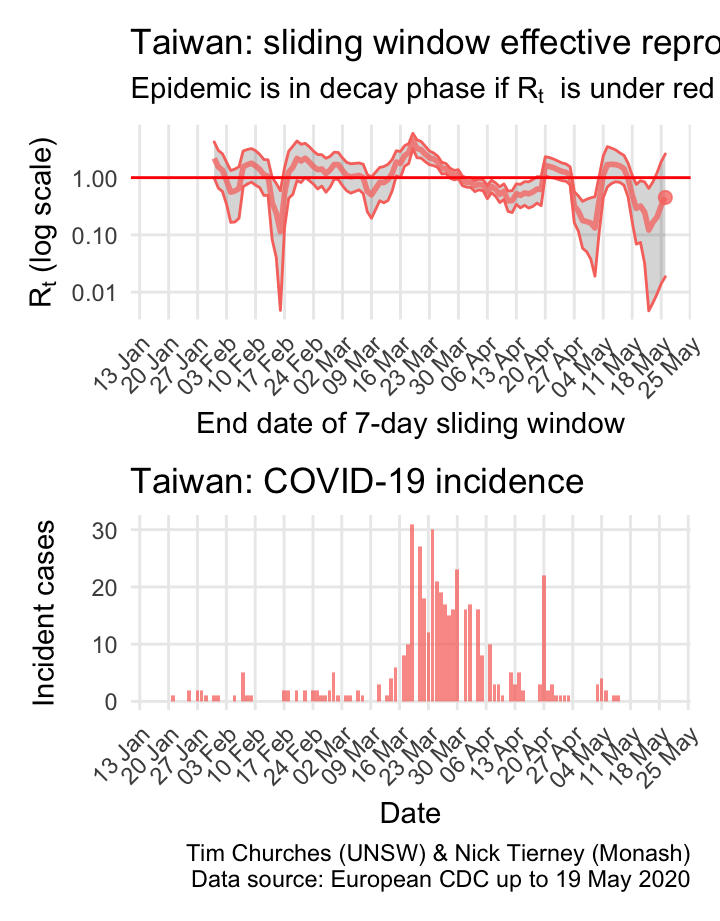 Taiwan: sliding window effective repro
Epidemic is in decay phase if Rt is under red
Rt (log scale)
1.00
0.10
0.01
13 Jan
20 Jan
27 Jan
03 Feb
10 Feb
17 Feb
24 Feb
02 Mar
09 Mar
16 Mar
23 Mar
30 Mar
06 Apr
13 Apr
20 Apr
27 Apr
04 May
11 May
18 May
25 May
End date of 7-day sliding window
Taiwan: COVID-19 incidence
Incident cases
30
20
10
0
13 Jan
20 Jan
27 Jan
03 Feb
10 Feb
17 Feb
24 Feb
02 Mar
09 Mar
16 Mar
23 Mar
30 Mar
06 Apr
13 Apr
20 Apr
27 Apr
04 May
11 May
18 May
25 May
Date
Tim Churches (UNSW) & Nick Tierney (Monash)
Data source: European CDC up to 19 May 2020